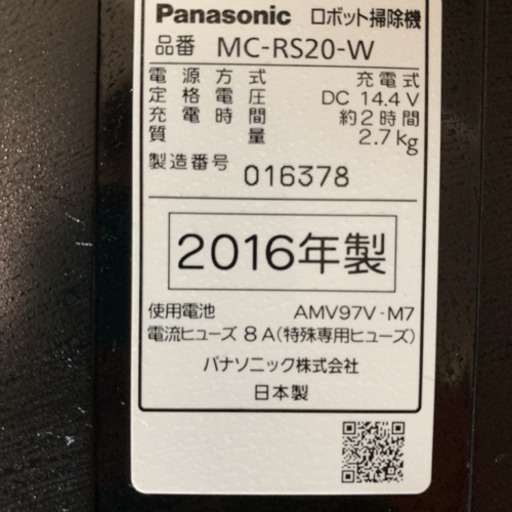 Panasonic ロボット掃除機
品番 MC-RS20-W
電源方式 充電式
定格電圧 DC 14.4 V
充電時間 約2時間
質量 2.7kg
製造番号 016378
2016年製
使用電池 AMV97V-M7
電流ヒューズ 8A(特殊専用ヒューズ)
パナソニック株式会社
日本製